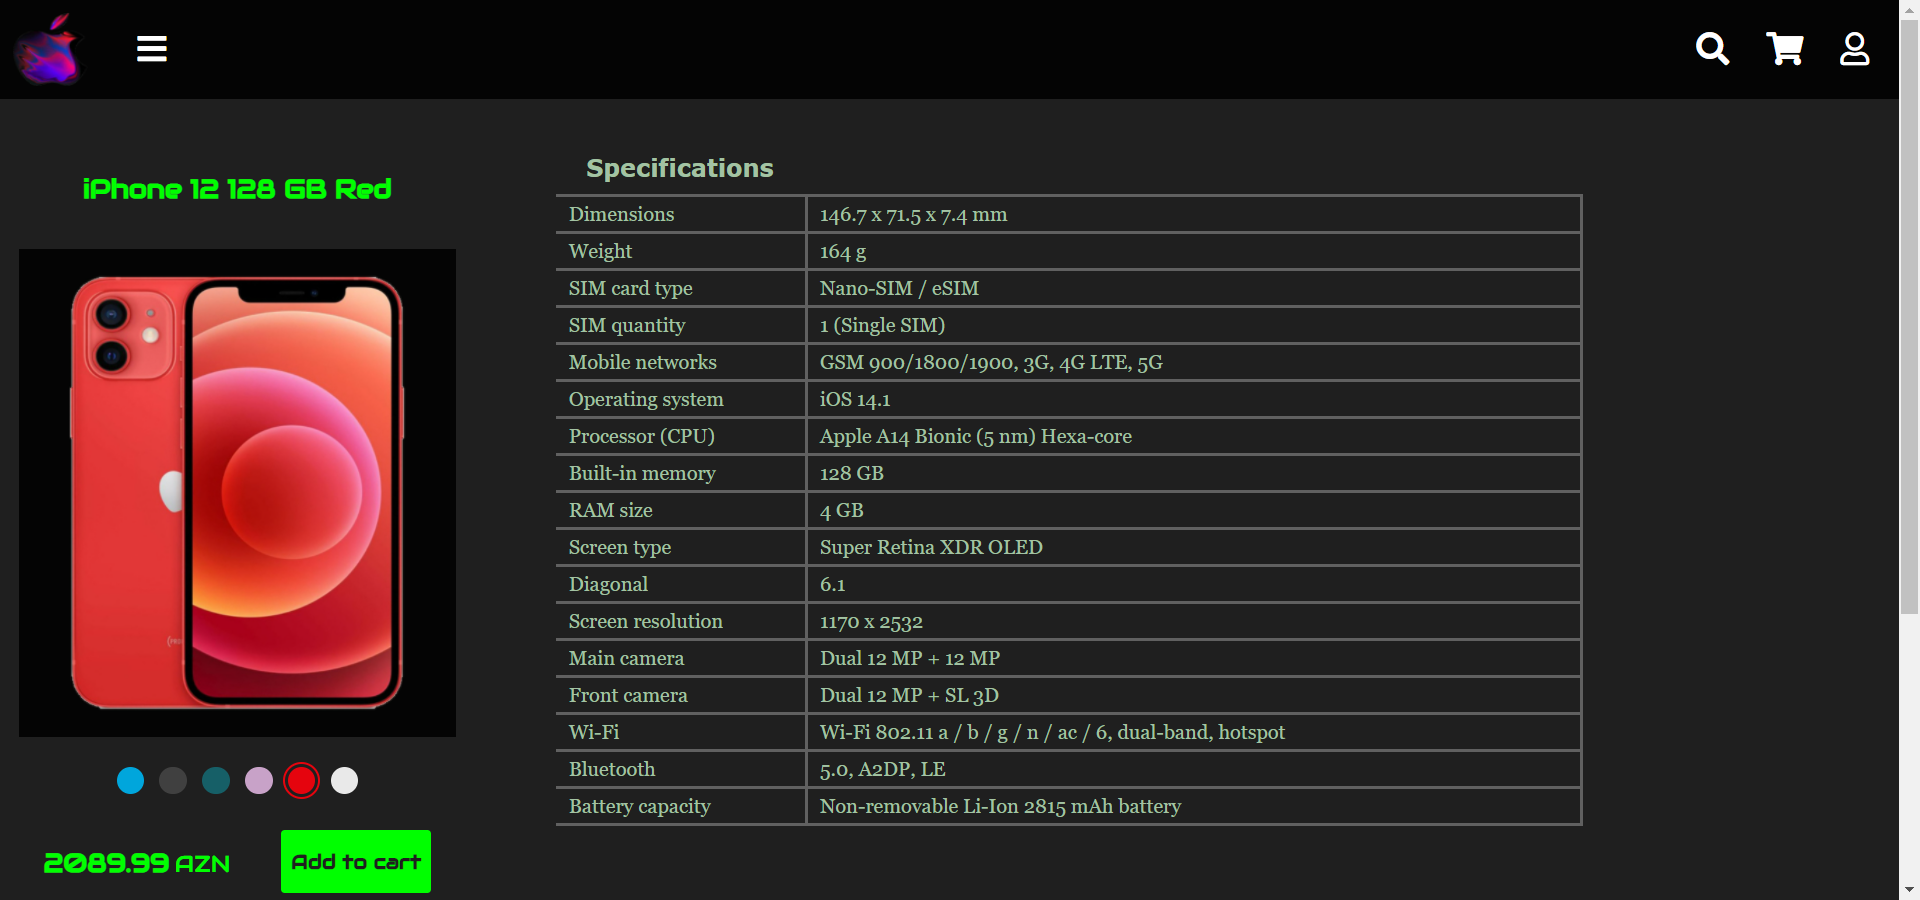 iPhone 12 128 GB Red
2089.99 AZN
Add to cart
Specifications
Dimensions 146.7 x 71.5 x 7.4 mm
Weight 164 g
SIM card type Nano-SIM / eSIM
SIM quantity 1 (Single SIM)
Mobile networks GSM 900/1800/1900, 3G, 4G LTE, 5G
Operating system iOS 14.1
Processor (CPU) Apple A14 Bionic (5 nm) Hexa-core
Built-in memory 128 GB
RAM size 4 GB
Screen type Super Retina XDR OLED
Diagonal 6.1
Screen resolution 1170 x 2532
Main camera Dual 12 MP + 12 MP
Front camera Dual 12 MP + SL 3D
Wi-Fi Wi-Fi 802.11 a / b / g / n / ac / 6, dual-band, hotspot
Bluetooth 5.0, A2DP, LE
Battery capacity Non-removable Li-Ion 2815 mAh battery